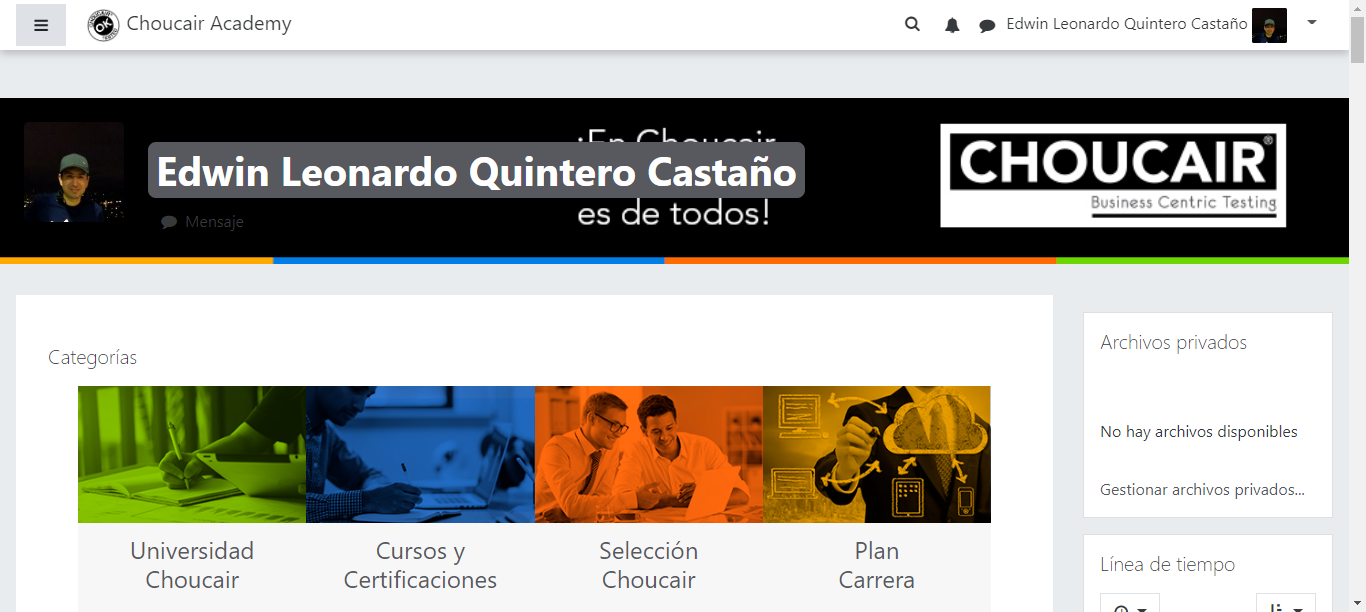 Choucair Academy
Edwin Leonardo Quintero Castaño
Edwin Leonardo Quintero Castaño
Mensaje
¡En Choucair
es de todos!
CHOUCAIR®
Business Centric Testing
Categorías
Universidad
Choucair
Cursos y
Certificaciones
Selección
Choucair
Plan
Carrera
Archivos privados
No hay archivos disponibles
Gestionar archivos privados...
Línea de tiempo